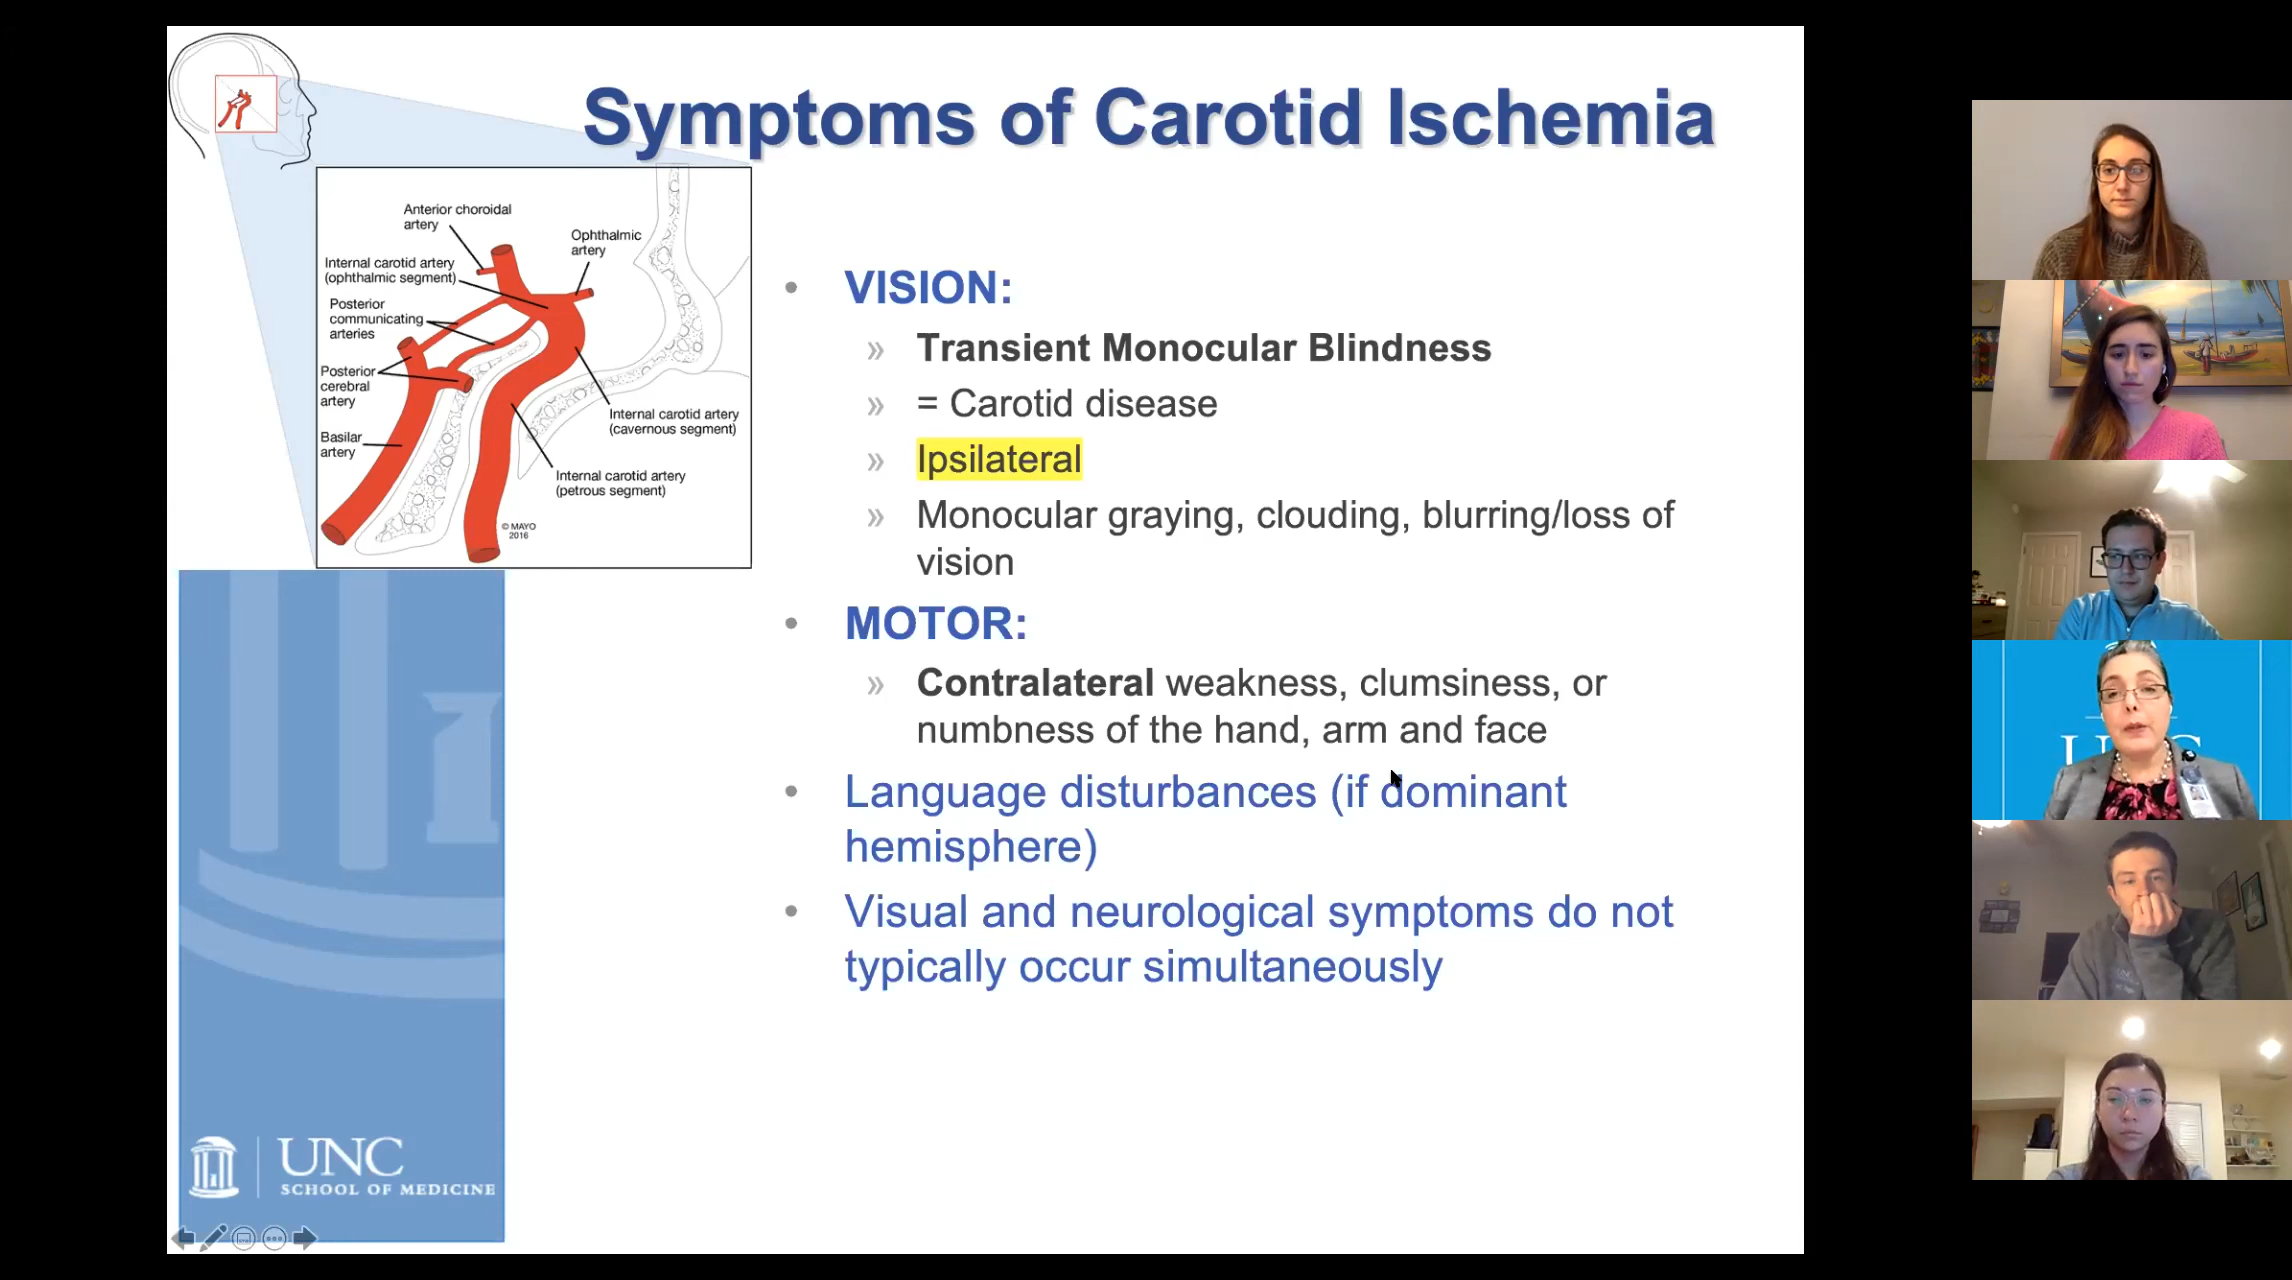 Symptoms of Carotid Ischemia
Anterior choroidal
artery
Ophthalmic
artery
Internal carotid artery
(ophthalmic segment)
Posterior
communicating
arteries
Posterior
cerebral
artery
Basilar
artery
Internal carotid artery
(cavernous segment)
Internal carotid artery
(petrous segment)
© MAYO
2016
• VISION:
» Transient Monocular Blindness
» = Carotid disease
» Ipsilateral
» Monocular graying, clouding, blurring/loss of
vision
• MOTOR:
» Contralateral weakness, clumsiness, or
numbness of the hand, arm and face
• Language disturbances (if dominant
hemisphere)
• Visual and neurological symptoms do not
typically occur simultaneously
UNC
SCHOOL OF MEDICINE